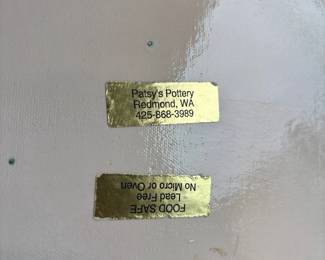 Patsy's Pottery
Redmond, WA
425-868-3989
FOOD SAFE
Lead Free
No Micro or Oven